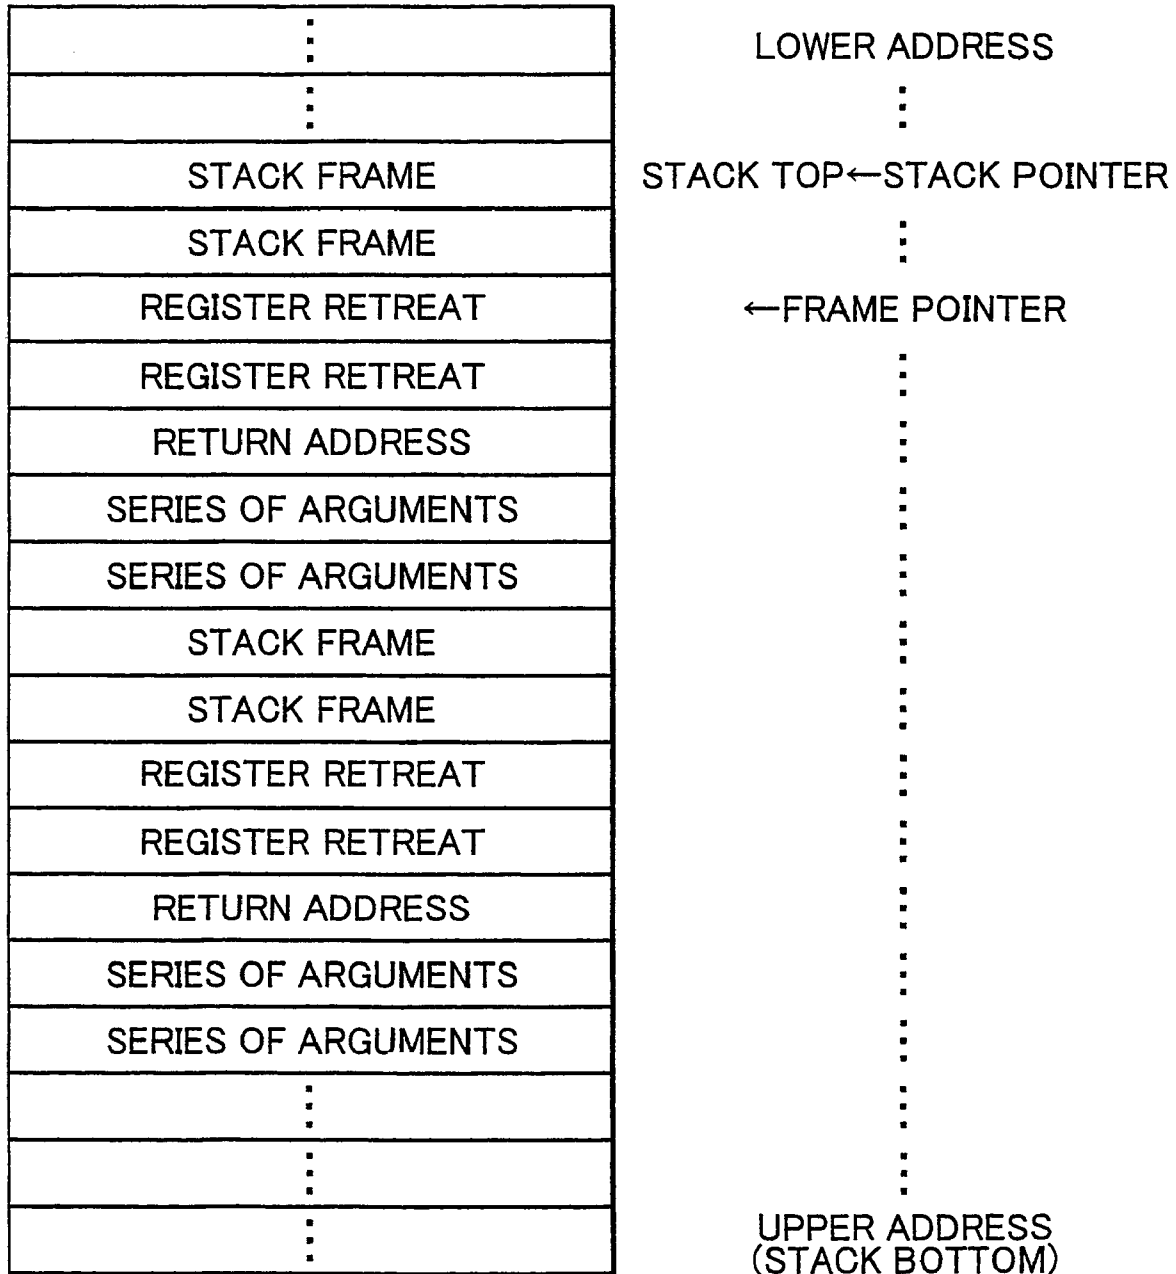 LOWER ADDRESS
STACK FRAME STACK TOP←STACK POINTER
STACK FRAME
REGISTER RETREAT ←FRAME POINTER
REGISTER RETREAT
RETURN ADDRESS
SERIES OF ARGUMENTS
SERIES OF ARGUMENTS
STACK FRAME
STACK FRAME
REGISTER RETREAT
REGISTER RETREAT
RETURN ADDRESS
SERIES OF ARGUMENTS
SERIES OF ARGUMENTS
UPPER ADDRESS
(STACK BOTTOM)